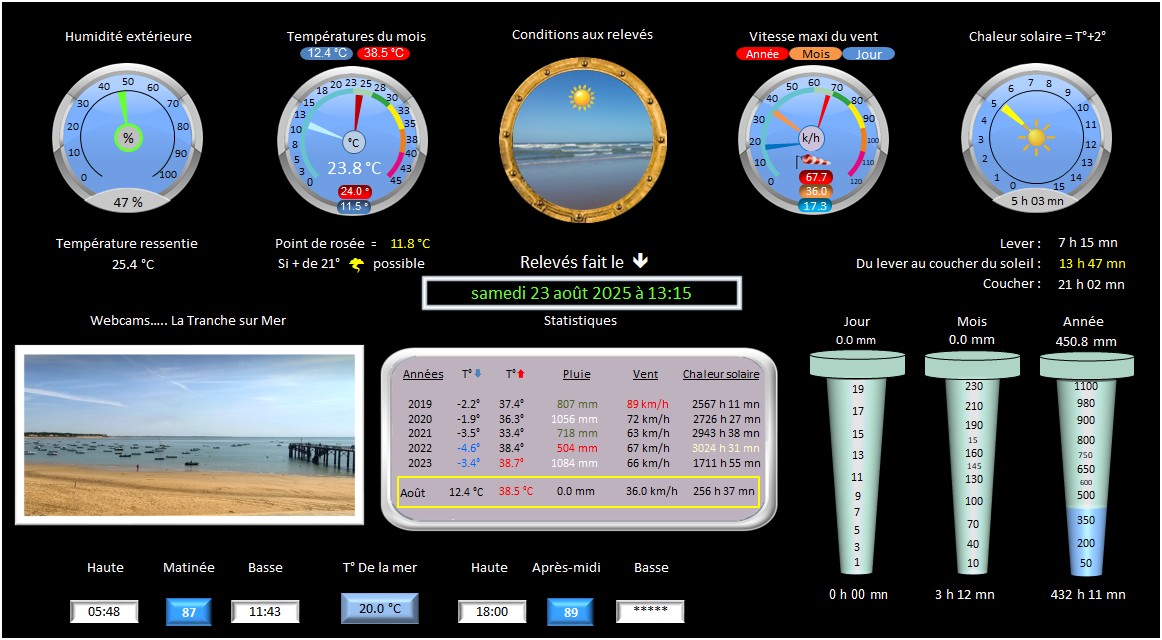 Humidité extérieure
Températures du mois
12.4 °C 38.5 °C
Conditions aux relevés
Vitesse maxi du vent
Année Mois Jour
Chaleur solaire = T°+2°
0 10 20 30 40 50 60 70 80 90 100
%
47 %
0 3 5 8 10 13 15 18 20 23 25 28 30 33 35 38 40 43 45
°C
23.8 °C
24.0 °
11.5 °
0 10 20 30 40 50 60 70 80 90 100 110 120
k/h
67.7
36.0
17.3
0 1 2 3 4 5 6 7 8 9 10 11 12 13 14 15
5 h 03 mn
Température ressentie
25.4 °C
Point de rosée = 11.8 °C
Si + de 21° possible
Relevés fait le
samedi 23 août 2025 à 13:15
Lever : 7 h 15 mn
Du lever au coucher du soleil : 13 h 47 mn
Coucher : 21 h 02 mn
Webcams..... La Tranche sur Mer
Statistiques
Années T° T° Pluie Vent Chaleur solaire
2019 -2.2° 37.4° 807 mm 89 km/h 2567 h 11 mn
2020 -1.9° 36.3° 1056 mm 72 km/h 2726 h 27 mn
2021 -3.5° 33.4° 718 mm 63 km/h 2943 h 38 mn
2022 -4.6° 38.4° 504 mm 67 km/h 3024 h 31 mn
2023 -3.4° 38.7° 1084 mm 66 km/h 1711 h 55 mn
Août 12.4 °C 38.5 °C 0.0 mm 36.0 km/h 256 h 37 mn
Jour
0.0 mm
19
17
15
13
11
9
7
5
3
1
0 h 00 mn
Mois
0.0 mm
230
210
190
15
160
145
130
100
70
40
10
3 h 12 mn
Année
450.8 mm
1100
980
900
800
750
650
600
500
350
200
50
432 h 11 mn
Haute Matinée Basse T° De la mer Haute Après-midi Basse
05:48 87 11:43 20.0 °C 18:00 89 *****